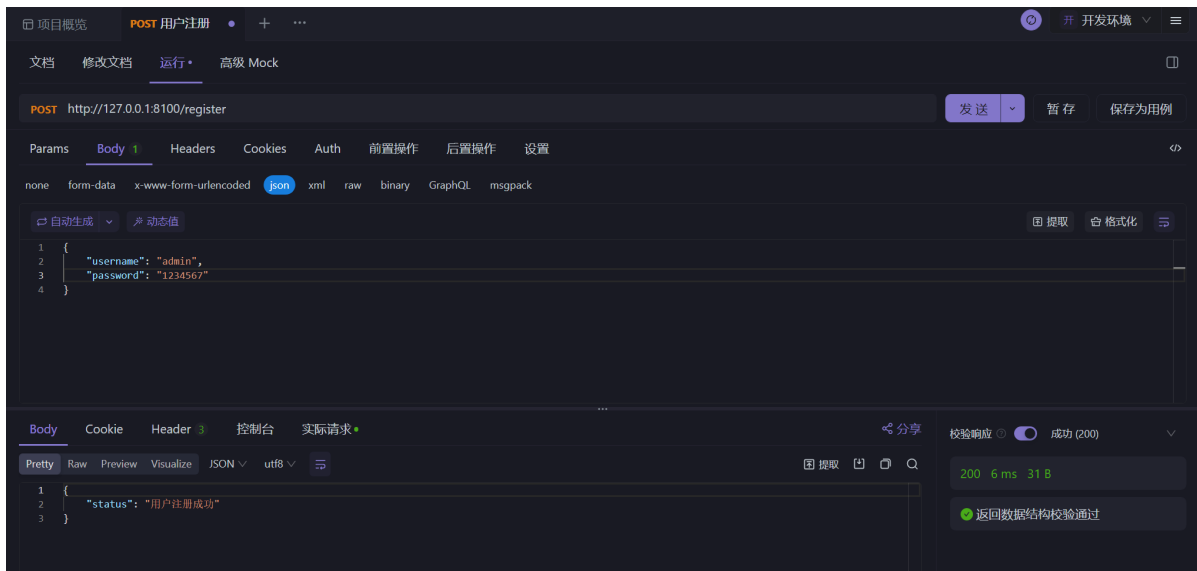 项目概览 POST 用户注册
开 开发环境
文档 修改文档 运行 高级 Mock
POST http://127.0.0.1:8100/register 发送 暂存 保存为用例
Params Body 1 Headers Cookies Auth 前置操作 后置操作 设置
none form-data x-www-form-urlencoded json xml raw binary GraphQL msgpack
自动生成 动态值 提取 格式化
1 {
2 "username": "admin",
3 "password": "1234567"
4 }
Body Cookie Header 3 控制台 实际请求 分享
Pretty Raw Preview Visualize JSON utf8 提取
1 {
2 "status": "用户注册成功"
3 }
校验响应 成功 (200)
200 6 ms 31 B
返回数据结构校验通过